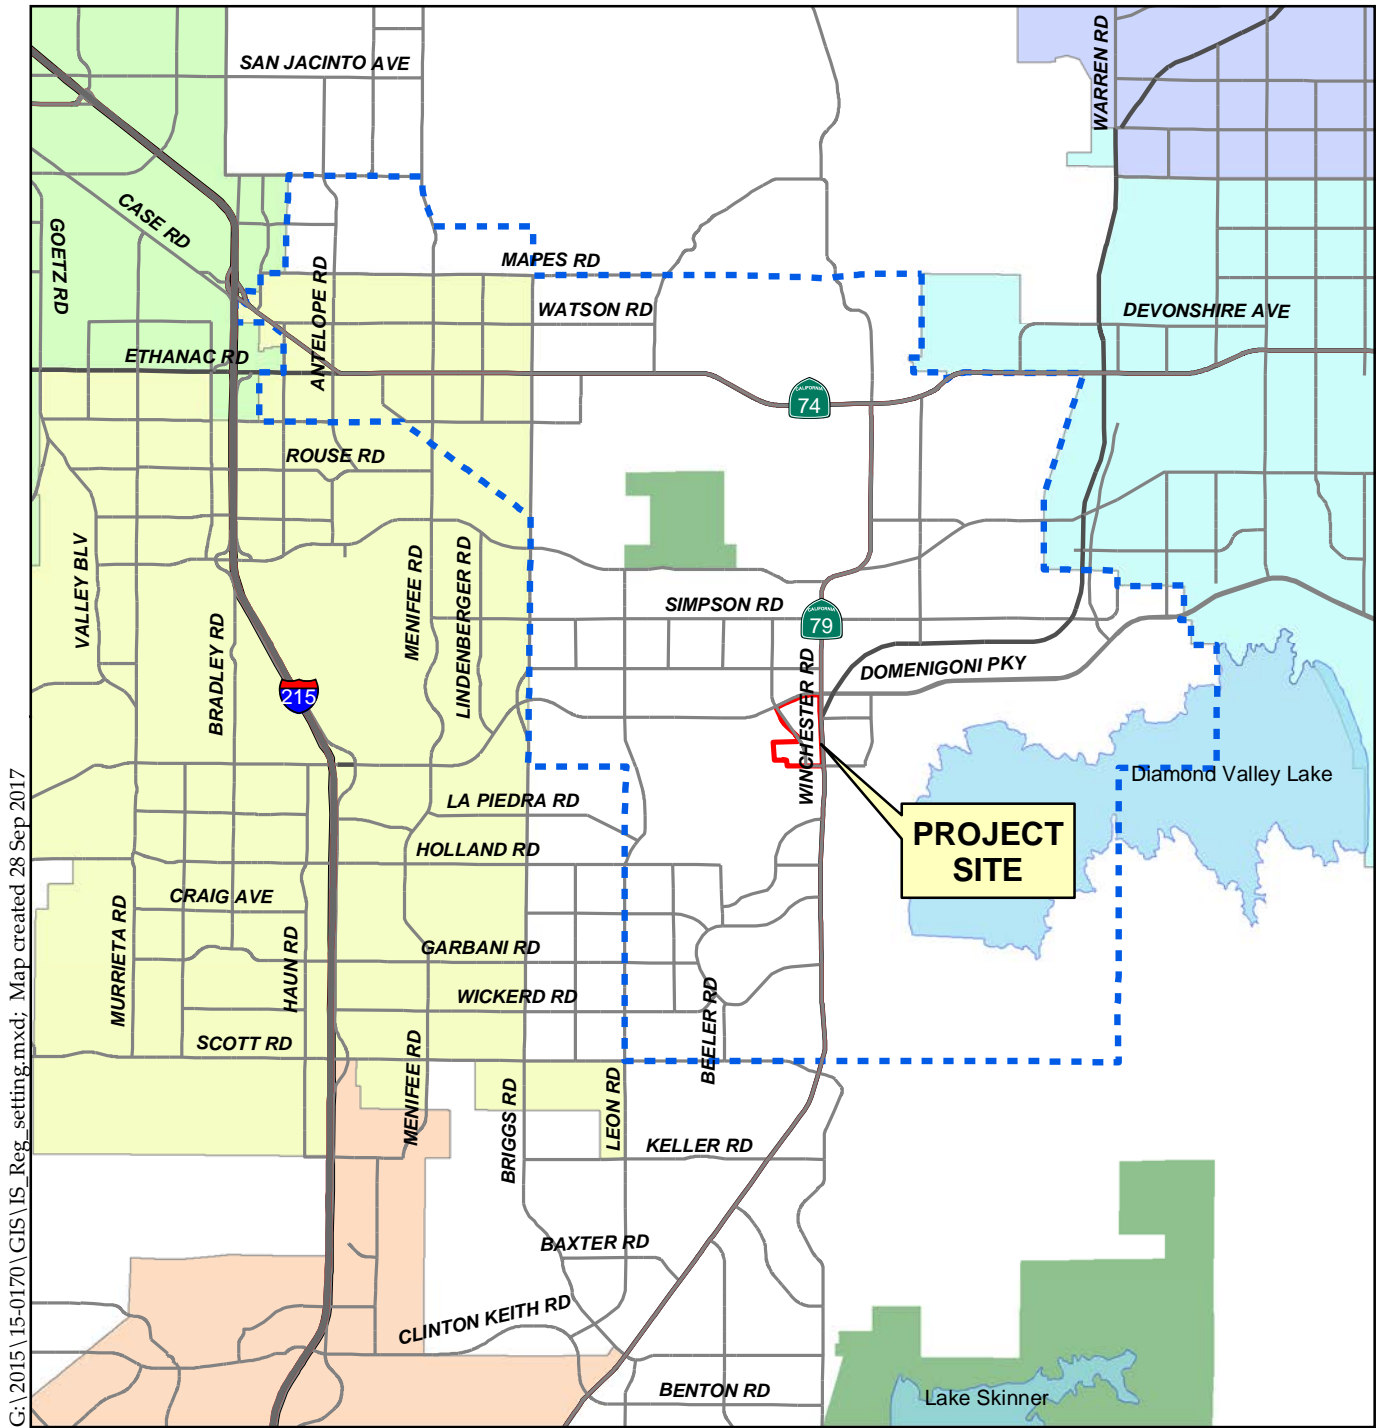 SAN JACINTO AVE
WARREN RD
CASE RD
GOETZ RD
MAPES RD
ANTELOPE RD
WATSON RD
DEVONSHIRE AVE
ETHANAC RD
CALIFORNIA
74
ROUSE RD
VALLEY BLV
MENIFEE RD
LINDENBERGER RD
SIMPSON RD
CALIFORNIA
79
BRADLEY RD
WINCHESTER RD
DOMENIGONI PKY
215
Diamond Valley Lake
LA PIEDRA RD
PROJECT
SITE
HOLLAND RD
CRAIG AVE
MURRIETA RD
HAUN RD
GARBANI RD
WICKERD RD
BEELER RD
SCOTT RD
MENIFEE RD
BRIGGS RD
LEON RD
KELLER RD
BAXTER RD
CLINTON KEITH RD
BENTON RD
Lake Skinner
G:\2015\15-0170\GIS\IS_Reg_setting.mxd; Map created 28 Sep 2017